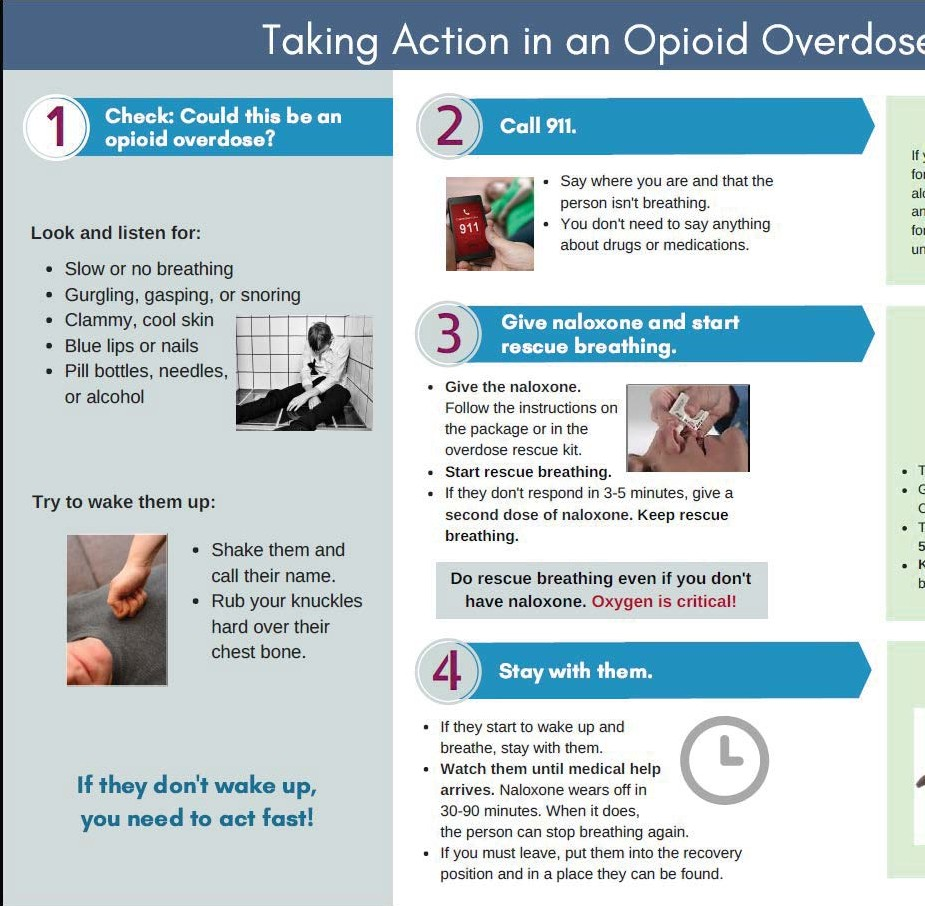 Taking Action in an Opioid Overdose
1
Check: Could this be an
opioid overdose?
Look and listen for:
• Slow or no breathing
• Gurgling, gasping, or snoring
• Clammy, cool skin
• Blue lips or nails
• Pill bottles, needles,
or alcohol
Try to wake them up:
• Shake them and
call their name.
• Rub your knuckles
hard over their
chest bone.
If they don't wake up,
you need to act fast!
2
Call 911.
911
• Say where you are and that the
person isn't breathing.
• You don't need to say anything
about drugs or medications.
3
Give naloxone and start
rescue breathing.
• Give the naloxone.
Follow the instructions on
the package or in the
overdose rescue kit.
• Start rescue breathing.
• If they don't respond in 3-5 minutes, give a
second dose of naloxone. Keep rescue
breathing.
Do rescue breathing even if you don't
have naloxone. Oxygen is critical!
4
Stay with them.
• If they start to wake up and
breathe, stay with them.
• Watch them until medical help
arrives. Naloxone wears off in
30-90 minutes. When it does,
the person can stop breathing again.
• If you must leave, put them into the recovery
position and in a place they can be found.
If